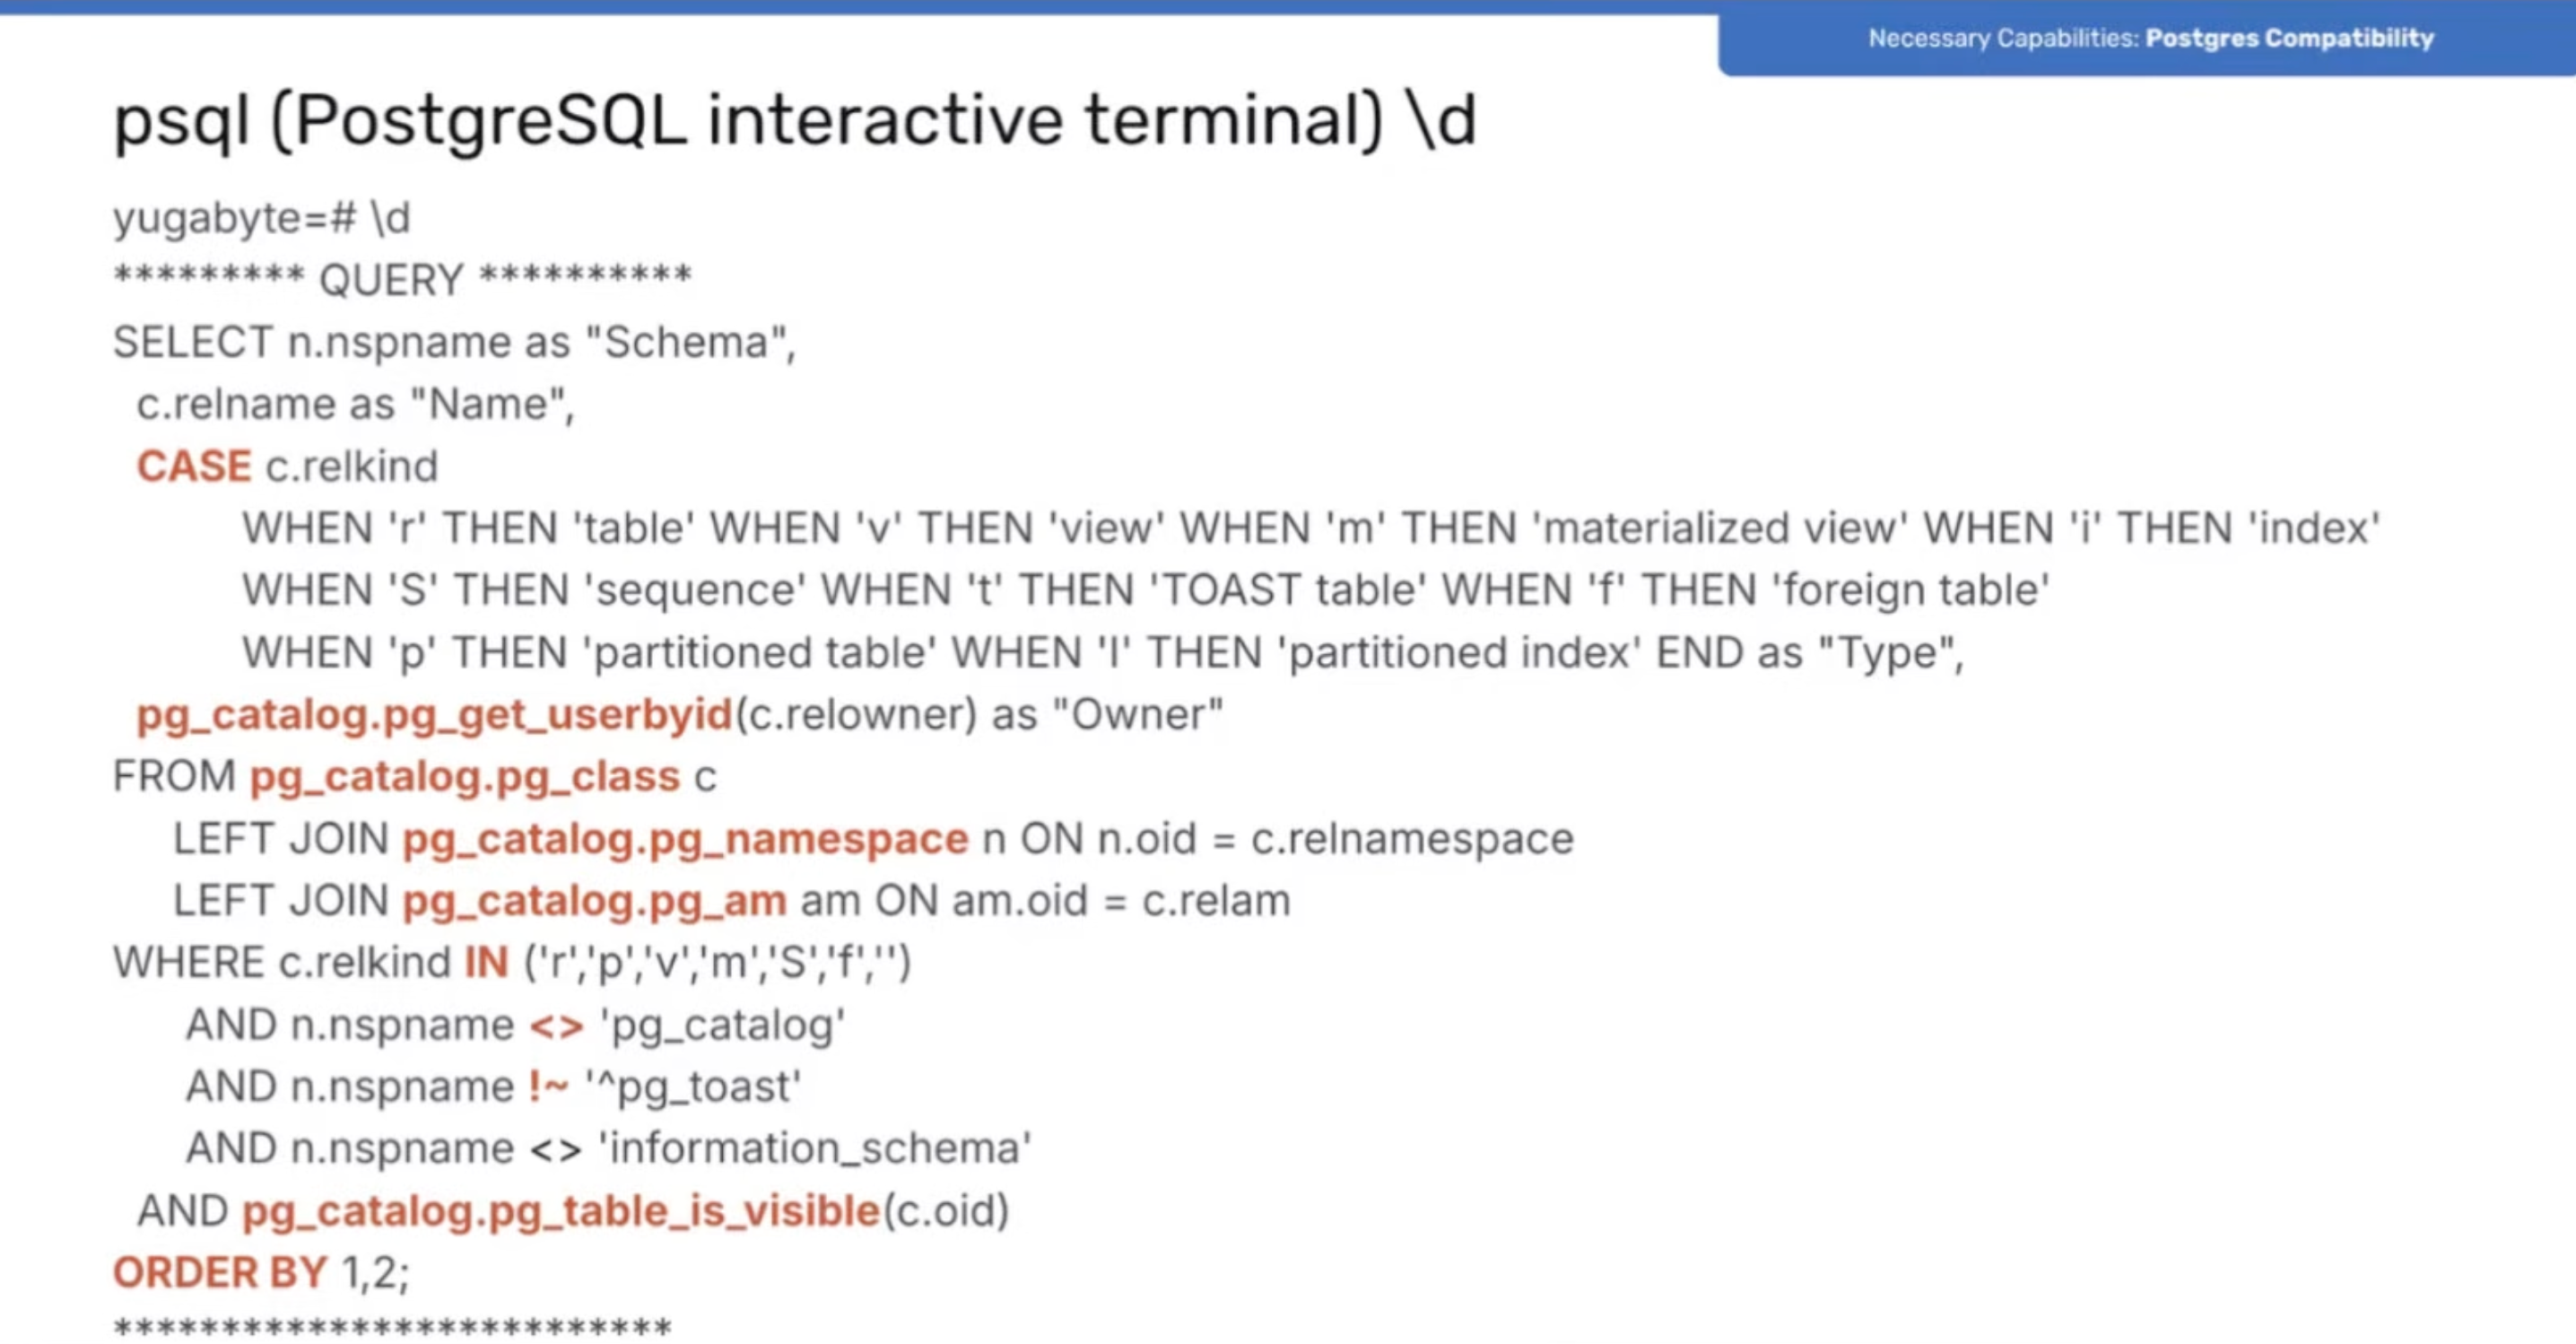 Necessary Capabilities: Postgres Compatibility
psql (PostgreSQL interactive terminal) \d
yugabyte=# \d
********* QUERY **********
SELECT n.nspname as "Schema",
c.relname as "Name",
CASE c.relkind
WHEN 'r' THEN 'table' WHEN 'v' THEN 'view' WHEN 'm' THEN 'materialized view' WHEN 'i' THEN 'index'
WHEN 'S' THEN 'sequence' WHEN 't' THEN 'TOAST table' WHEN 'f' THEN 'foreign table'
WHEN 'p' THEN 'partitioned table' WHEN 'I' THEN 'partitioned index' END as "Type",
pg_catalog.pg_get_userbyid(c.relowner) as "Owner"
FROM pg_catalog.pg_class c
LEFT JOIN pg_catalog.pg_namespace n ON n.oid = c.relnamespace
LEFT JOIN pg_catalog.pg_am am ON am.oid = c.relam
WHERE c.relkind IN ('r','p','v','m','S','f','')
AND n.nspname <> 'pg_catalog'
AND n.nspname !~ '^pg_toast'
AND n.nspname <> 'information_schema'
AND pg_catalog.pg_table_is_visible(c.oid)
ORDER BY 1,2;
**************************